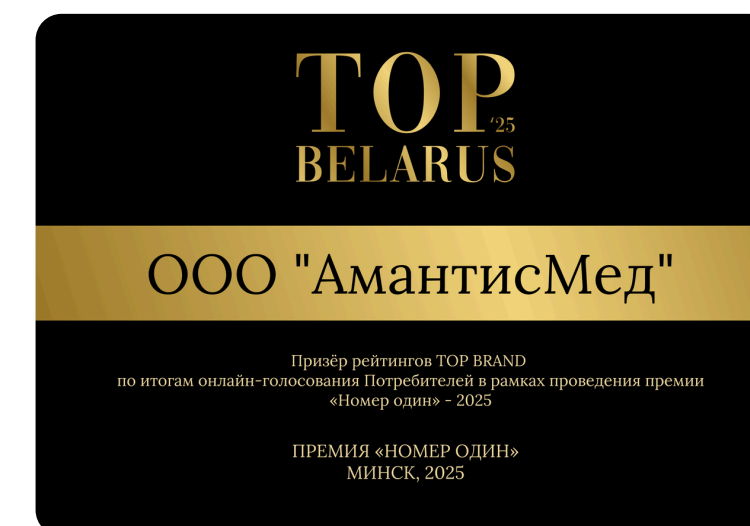 TOP
'25
BELARUS
ООО "АмантисМед"
Призёр рейтингов TOP BRAND
по итогам онлайн-голосования Потребителей в рамках проведения премии
«Номер один» - 2025
ПРЕМИЯ «НОМЕР ОДИН»
МИНСК, 2025